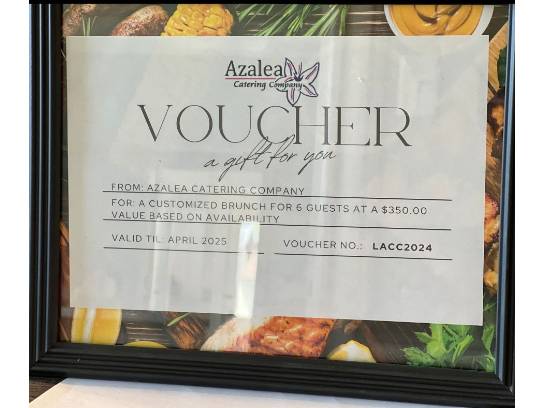 Azalea
Catering Company
VOUCHER
a gift for you
FROM: AZALEA CATERING COMPANY
FOR: A CUSTOMIZED BRUNCH FOR 6 GUESTS AT A $350.00
VALUE BASED ON AVAILABILITY
VALID TIL: APRIL 2025 VOUCHER NO.: LACC2024